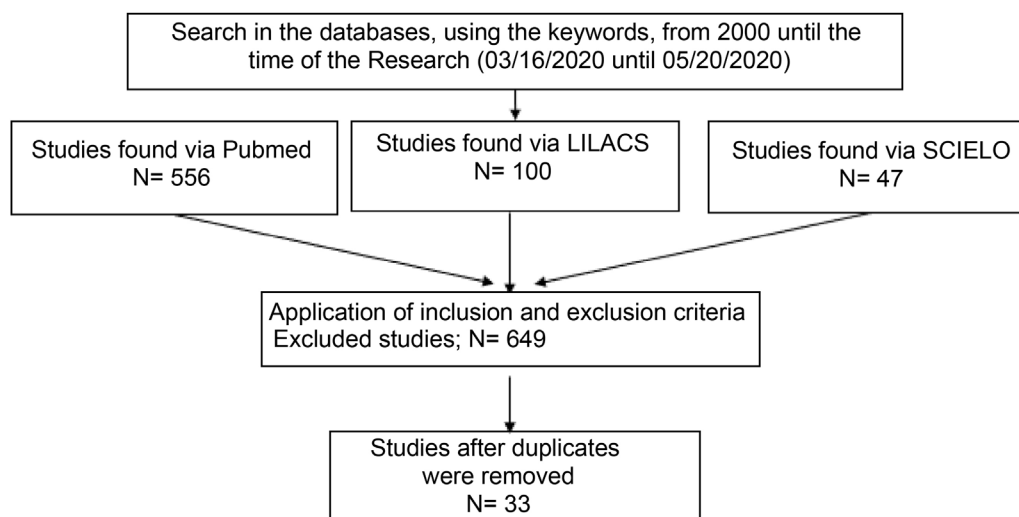 Search in the databases, using the keywords, from 2000 until the
time of the Research (03/16/2020 until 05/20/2020)
Studies found via Pubmed
N= 556
Studies found via LILACS
N= 100
Studies found via SCIELO
N= 47
Application of inclusion and exclusion criteria
Excluded studies; N= 649
Studies after duplicates
were removed
N= 33